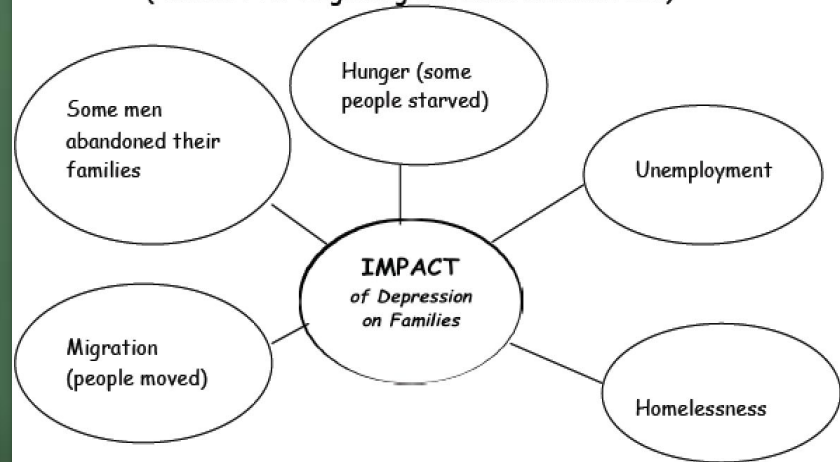 Hunger (some
people starved)
Some men
abandoned their
families
Unemployment
IMPACT
of Depression
on Families
Migration
(people moved)
Homelessness